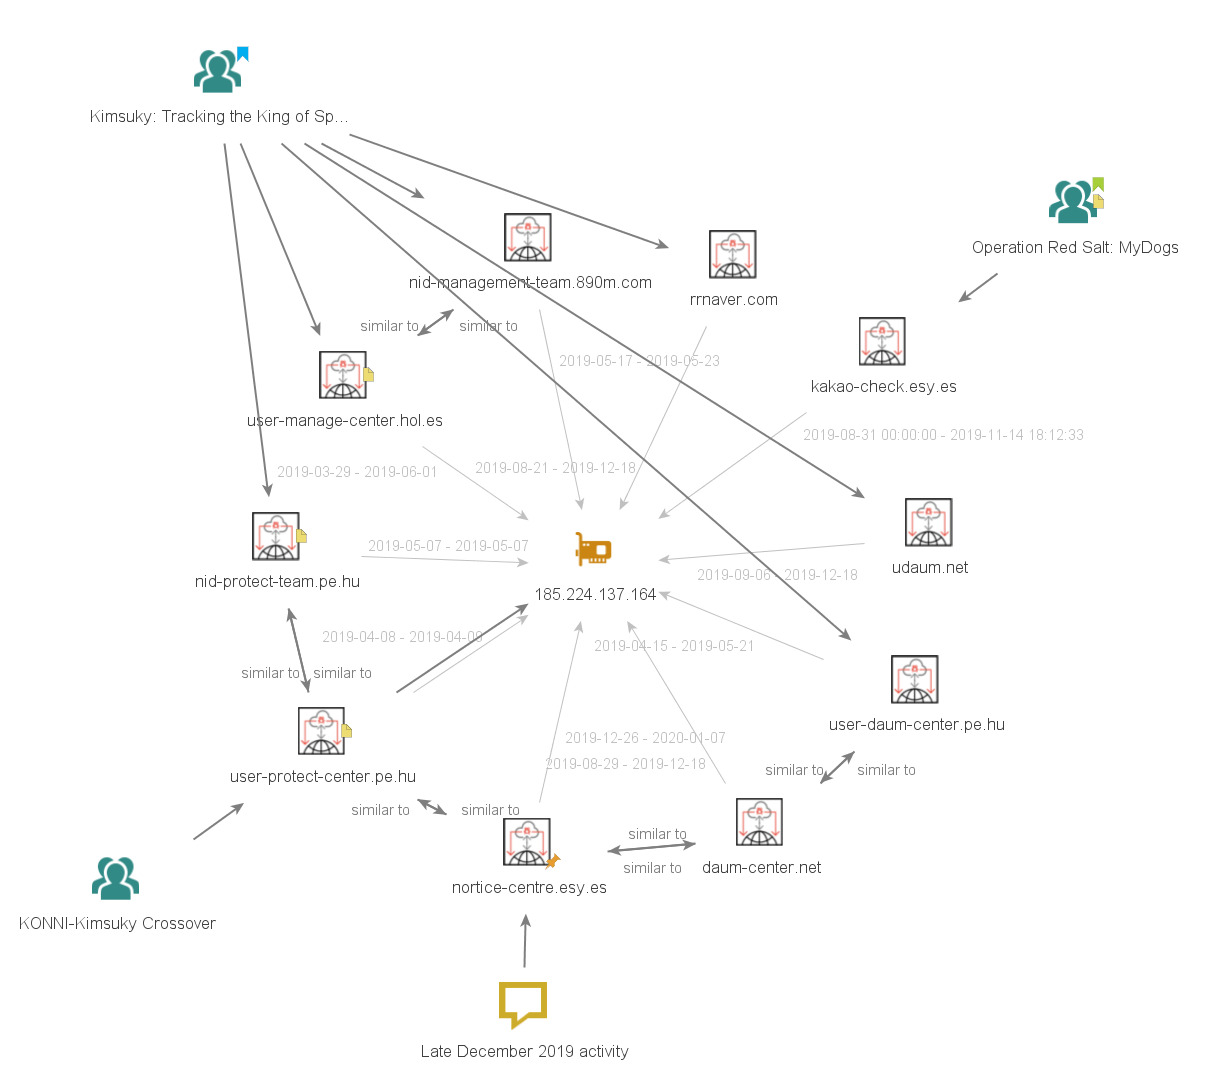 Kimsuky: Tracking the King of Sp...
Operation Red Salt: MyDogs
nid-management-team.890m.com
rrnaver.com
similar to
similar to
2019-05-17 - 2019-05-23
kakao-check.esy.es
user-manage-center.hol.es
2019-08-31 00:00:00 - 2019-11-14 18:12:33
2019-03-29 - 2019-06-01
2019-08-21 - 2019-12-18
2019-05-07 - 2019-05-07
udaum.net
2019-09-06 - 2019-12-18
nid-protect-team.pe.hu
185.224.137.164
2019-04-08 - 2019-04-09
2019-04-15 - 2019-05-21
similar to
similar to
user-daum-center.pe.hu
2019-12-26 - 2020-01-07
2019-08-29 - 2019-12-18
similar to
similar to
user-protect-center.pe.hu
similar to
similar to
similar to
similar to
daum-center.net
nortice-centre.esy.es
KONNI-Kimsuky Crossover
Late December 2019 activity